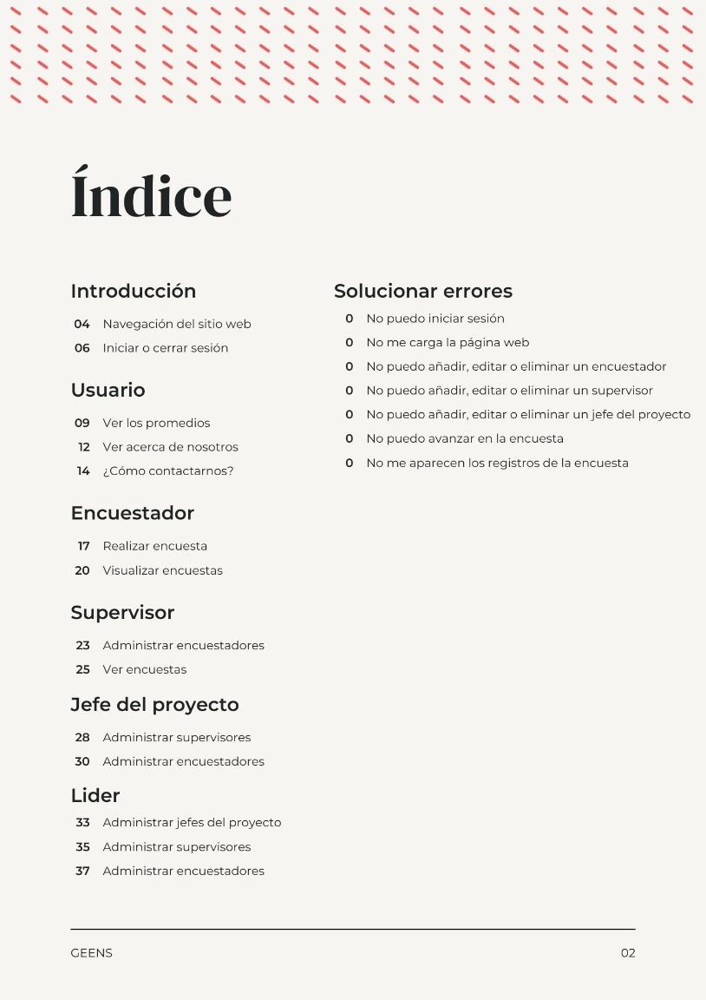 Índice
Introducción
04 Navegación del sitio web
06 Iniciar o cerrar sesión
Usuario
09 Ver los promedios
12 Ver acerca de nosotros
14 ¿Cómo contactarnos?
Encuestador
17 Realizar encuesta
20 Visualizar encuestas
Supervisor
23 Administrar encuestadores
25 Ver encuestas
Jefe del proyecto
28 Administrar supervisores
30 Administrar encuestadores
Lider
33 Administrar jefes del proyecto
35 Administrar supervisores
37 Administrar encuestadores
Solucionar errores
0 No puedo iniciar sesión
0 No me carga la página web
0 No puedo añadir, editar o eliminar un encuestador
0 No puedo añadir, editar o eliminar un supervisor
0 No puedo añadir, editar o eliminar un jefe del proyecto
0 No puedo avanzar en la encuesta
0 No me aparecen los registros de la encuesta
GEENS
02